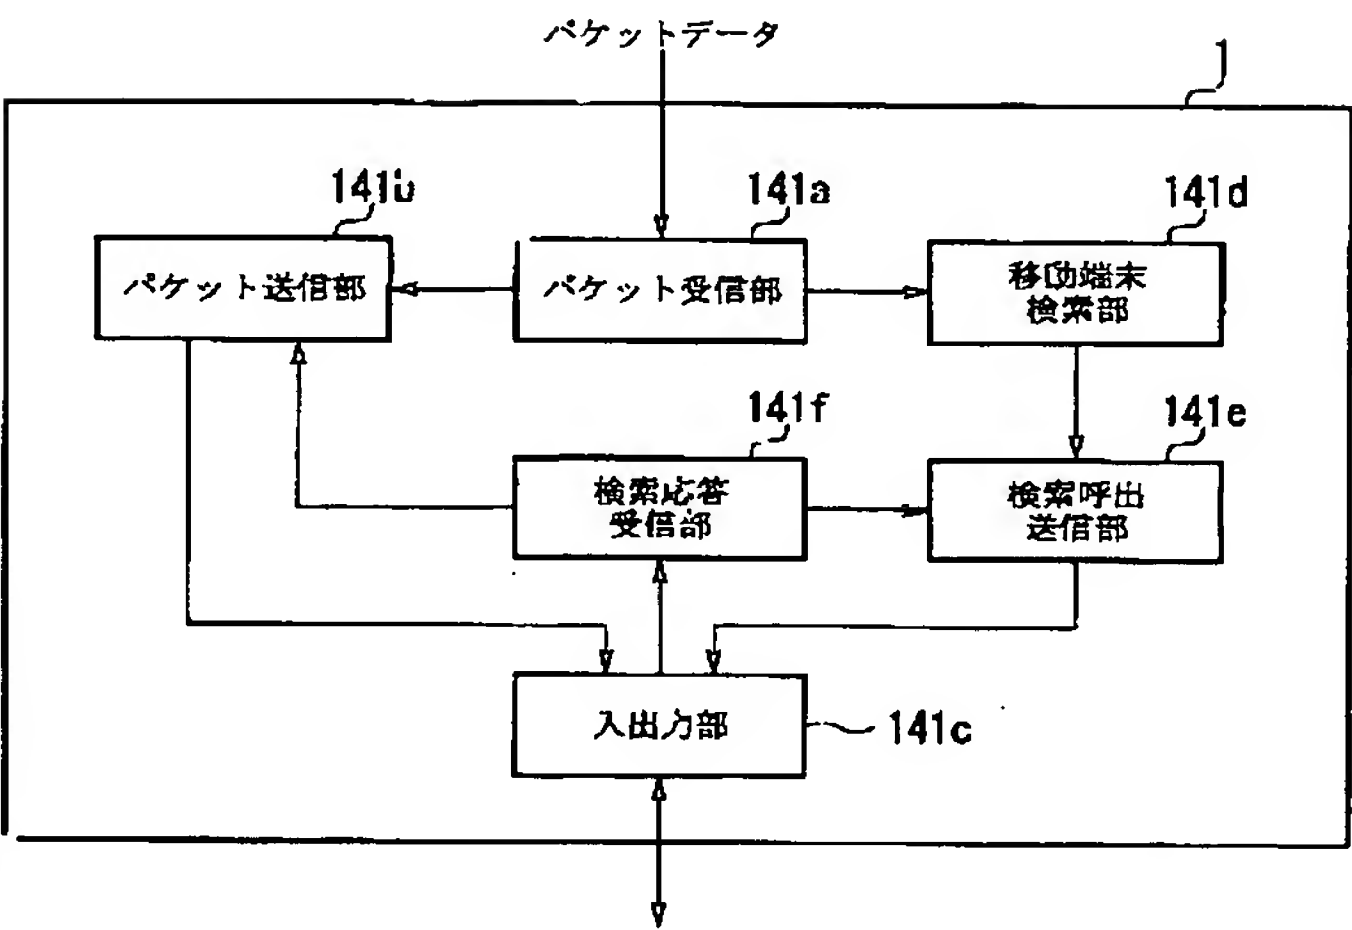 パケットデータ
1
141b
141a
141d
パケット送信部
パケット受信部
移動端末
検索部
141f
141e
検索応答
受信部
検索呼出
送信部
入出力部
141c